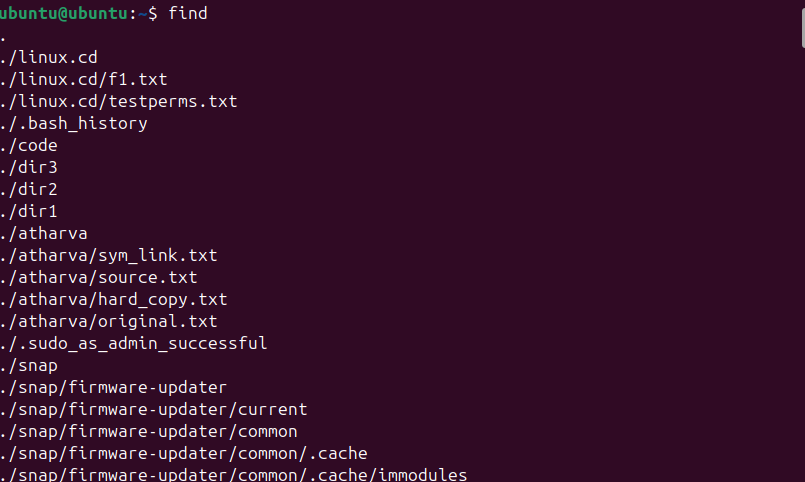 ubuntu@ubuntu:~$ find
.
./linux.cd
./linux.cd/f1.txt
./linux.cd/testperms.txt
./.bash_history
./code
./dir3
./dir2
./dir1
./atharva
./atharva/sym_link.txt
./atharva/source.txt
./atharva/hard_copy.txt
./atharva/original.txt
./.sudo_as_admin_successful
./snap
./snap/firmware-updater
./snap/firmware-updater/current
./snap/firmware-updater/common
./snap/firmware-updater/common/.cache
./snap/firmware-updater/common/.cache/immodules